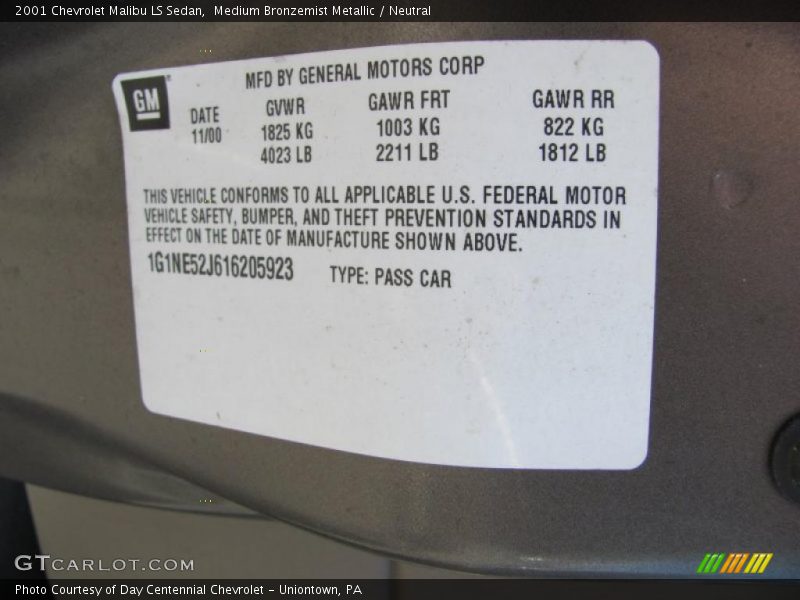 2001 Chevrolet Malibu LS Sedan,  Medium Bronzemist Metallic / Neutral
GM
MFD BY GENERAL MOTORS CORP
DATE GVWR GAWR FRT GAWR RR
11/00 1825 KG 1003 KG 822 KG
4023 LB 2211 LB 1812 LB
THIS VEHICLE CONFORMS TO ALL APPLICABLE U.S. FEDERAL MOTOR
VEHICLE SAFETY, BUMPER, AND THEFT PREVENTION STANDARDS IN
EFFECT ON THE DATE OF MANUFACTURE SHOWN ABOVE.
1G1NE52J616205923 TYPE: PASS CAR
GTCARLOT.COM
Photo Courtesy of Day Centennial Chevrolet – Uniontown, PA